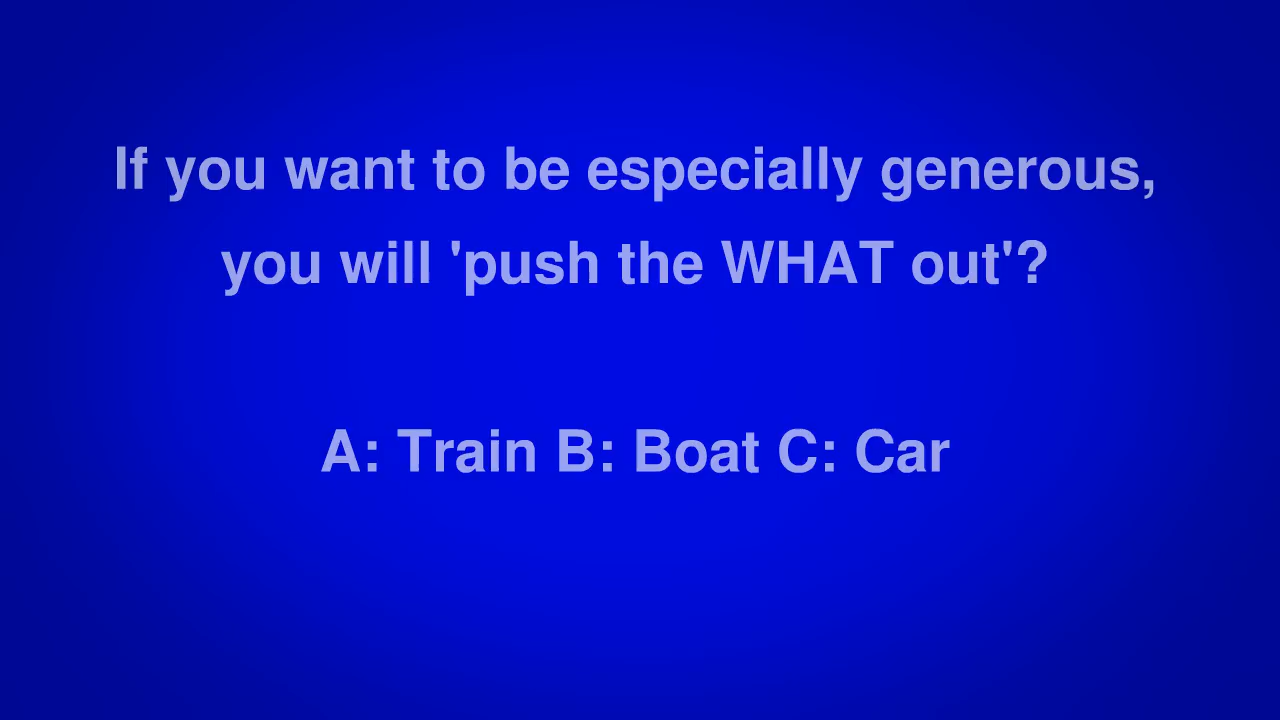 If you want to be especially generous,
you will 'push the WHAT out'?
A: Train B: Boat C: Car